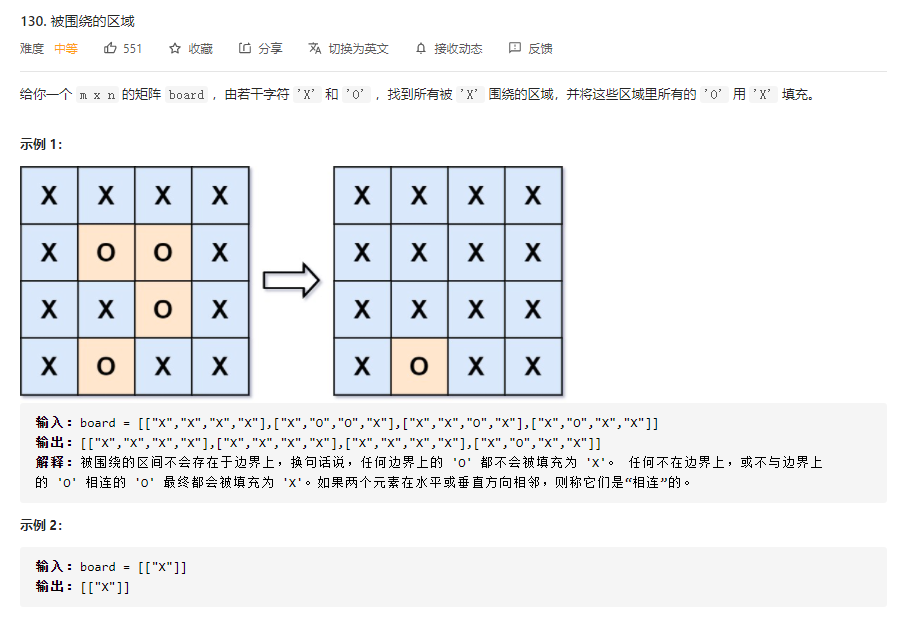 130. 被围绕的区域
难度 中等 551 收藏 分享 切换为英文 接收动态 反馈
给你一个 m x n 的矩阵 board ，由若干字符 'X' 和 'O' ，找到所有被 'X' 围绕的区域，并将这些区域里所有的 'O' 用 'X' 填充。
示例 1：
X X X X X X X X
X O O X X X X X
X X O X X X X X
X O X X X O X X
输入：board = [["X","X","X","X"],["X","O","O","X"],["X","X","O","X"],["X","O","X","X"]]
输出：[["X","X","X","X"],["X","X","X","X"],["X","X","X","X"],["X","O","X","X"]]
解释：被围绕的区间不会存在于边界上，换句话说，任何边界上的 'O' 都不会被填充为 'X'。 任何不在边界上，或不与边界上
的 'O' 相连的 'O' 最终都会被填充为 'X'。如果两个元素在水平或垂直方向相邻，则称它们是“相连”的。
示例 2：
输入：board = [["X"]]
输出：[["X"]]